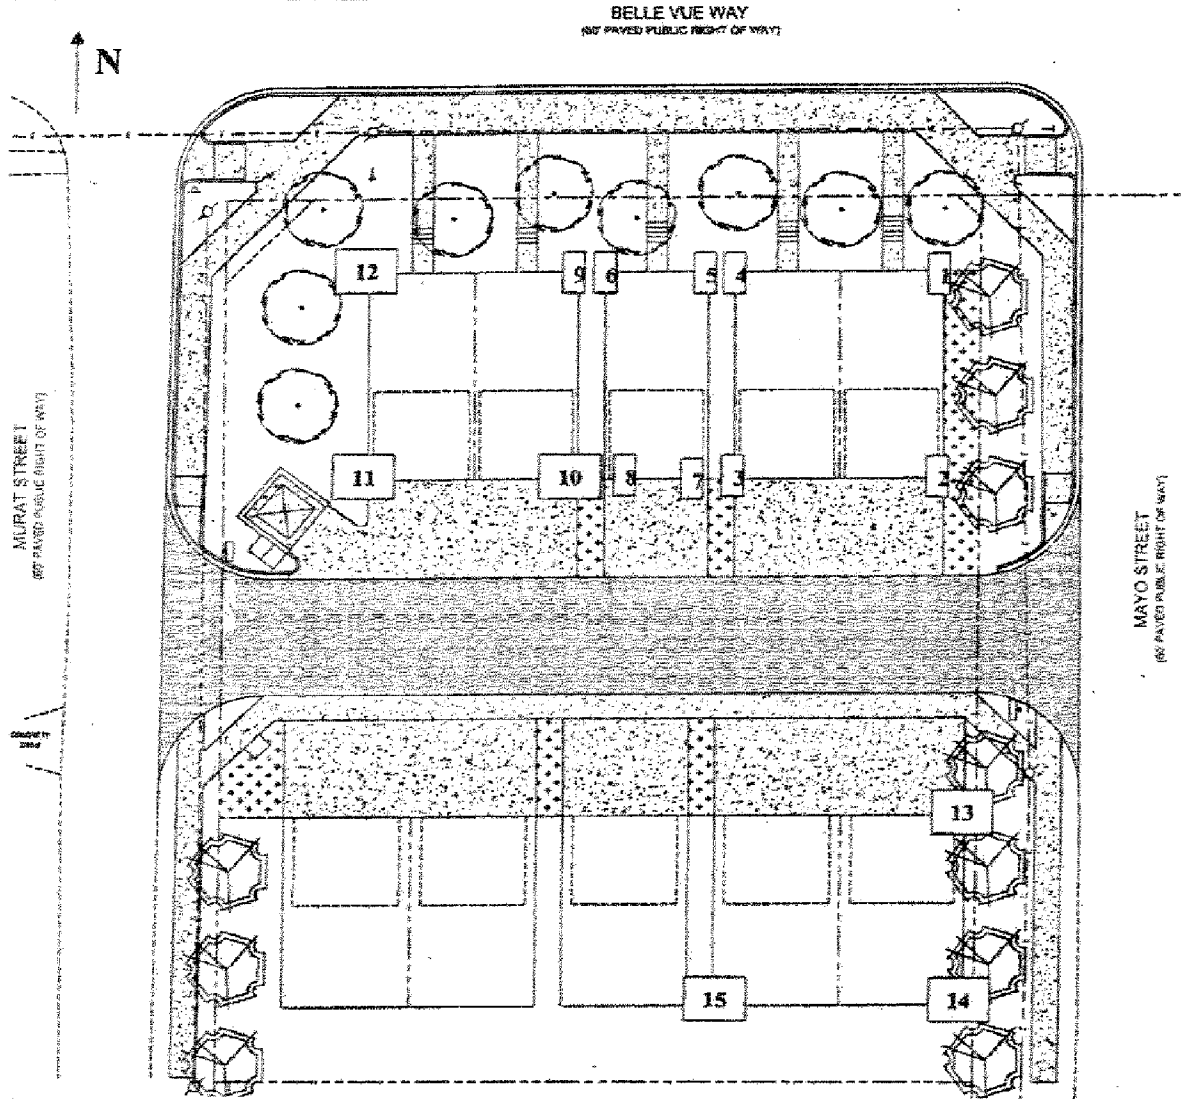 BELLE VUE WAY
(60' PAVED PUBLIC RIGHT OF WAY)
N
12
9
6
5
4
1
11
10
8
7
3
2
MURAT STREET
(60' PAVED PUBLIC RIGHT OF WAY)
MAYO STREET
(60' PAVED PUBLIC RIGHT OF WAY)
13
15
14